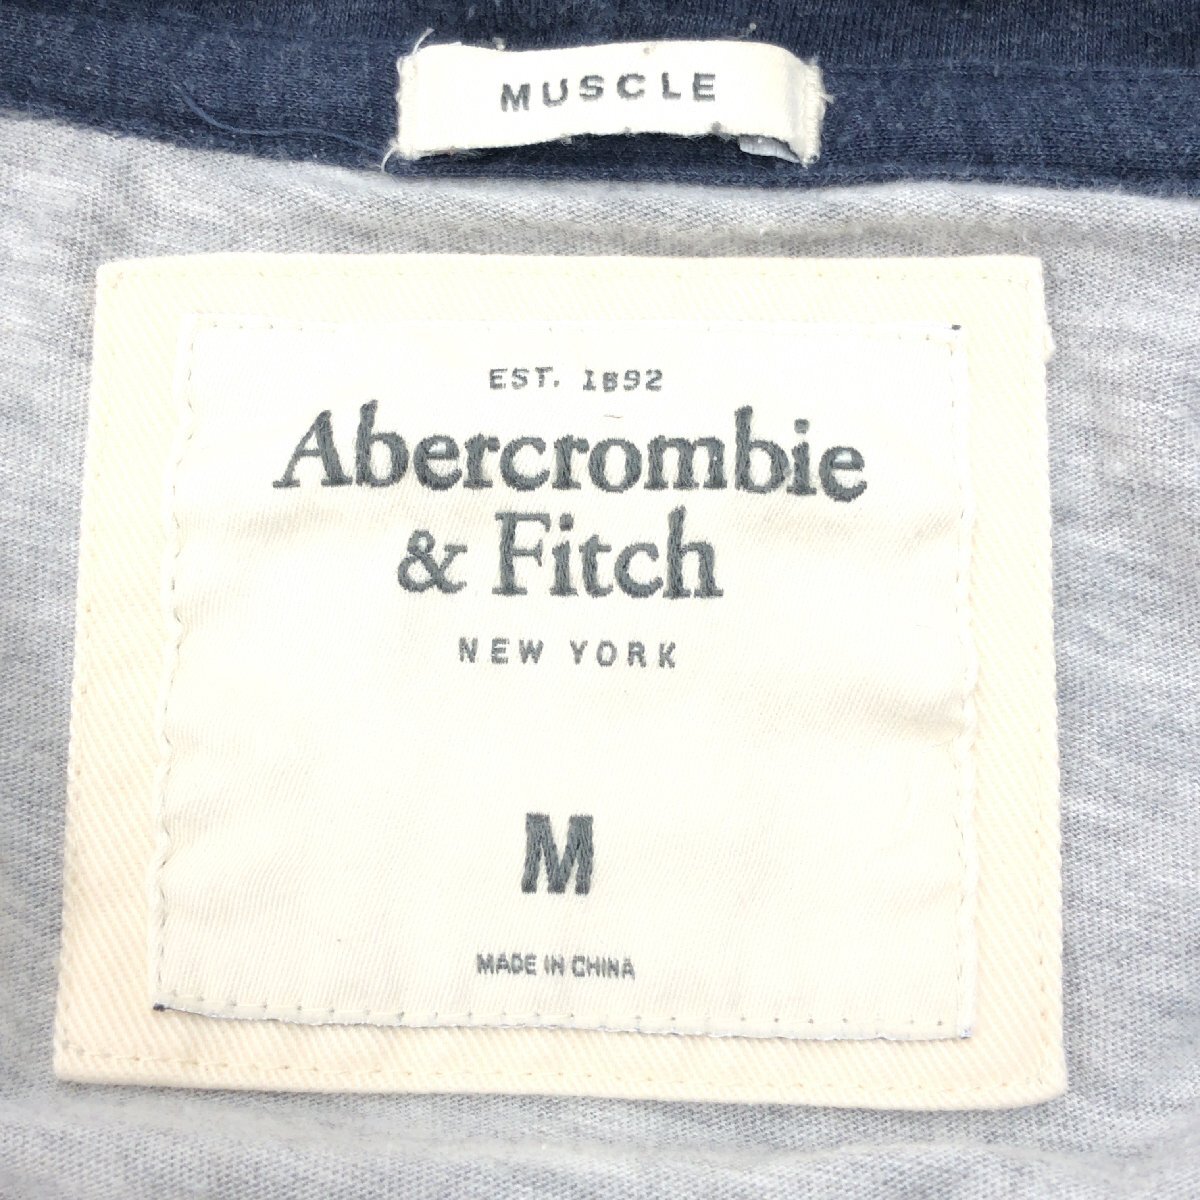 MUSCLE
EST. 1892
Abercrombie
& Fitch
NEW YORK
M
MADE IN CHINA